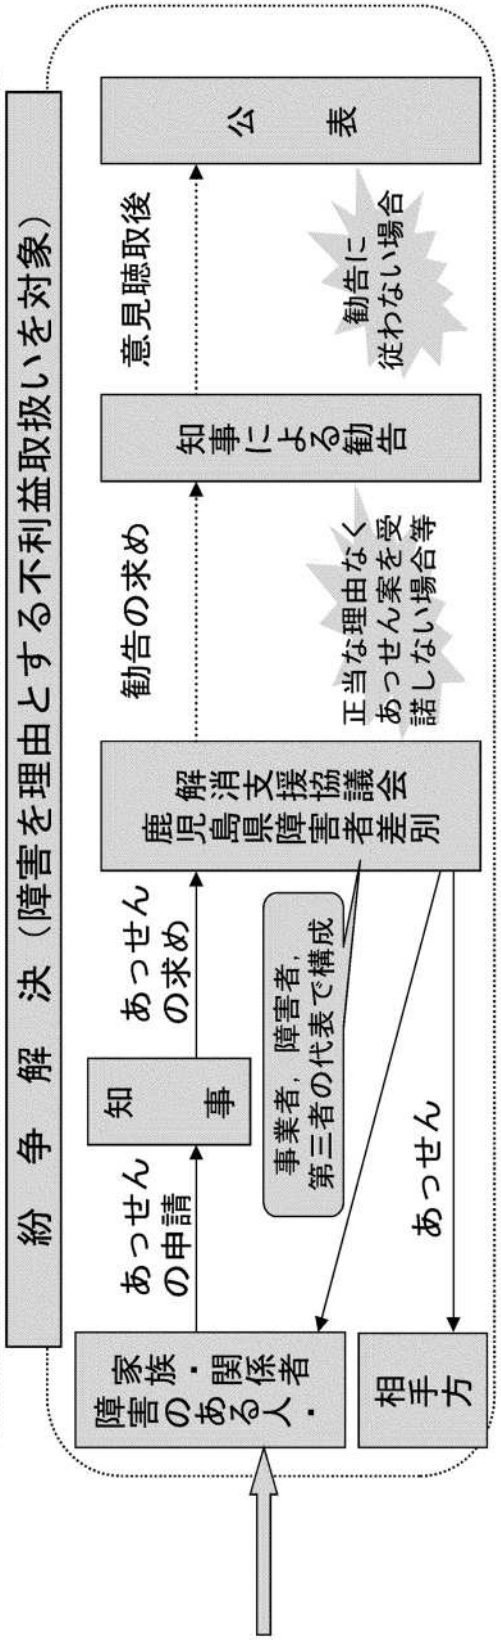 紛争解決（障害を理由とする不利益取扱いを対象）
障害のある人・
家族・関係者
相手方
あっせん
の申請
知事
あっせん
の求め
事業者，障害者，
第三者の代表で構成
あっせん
鹿児島県障害者差別
解消支援協議会
勧告の求め
正当な理由なく
あっせん案を受
諾しない場合等
知事による勧告
意見聴取後
勧告に
従わない場合
公表